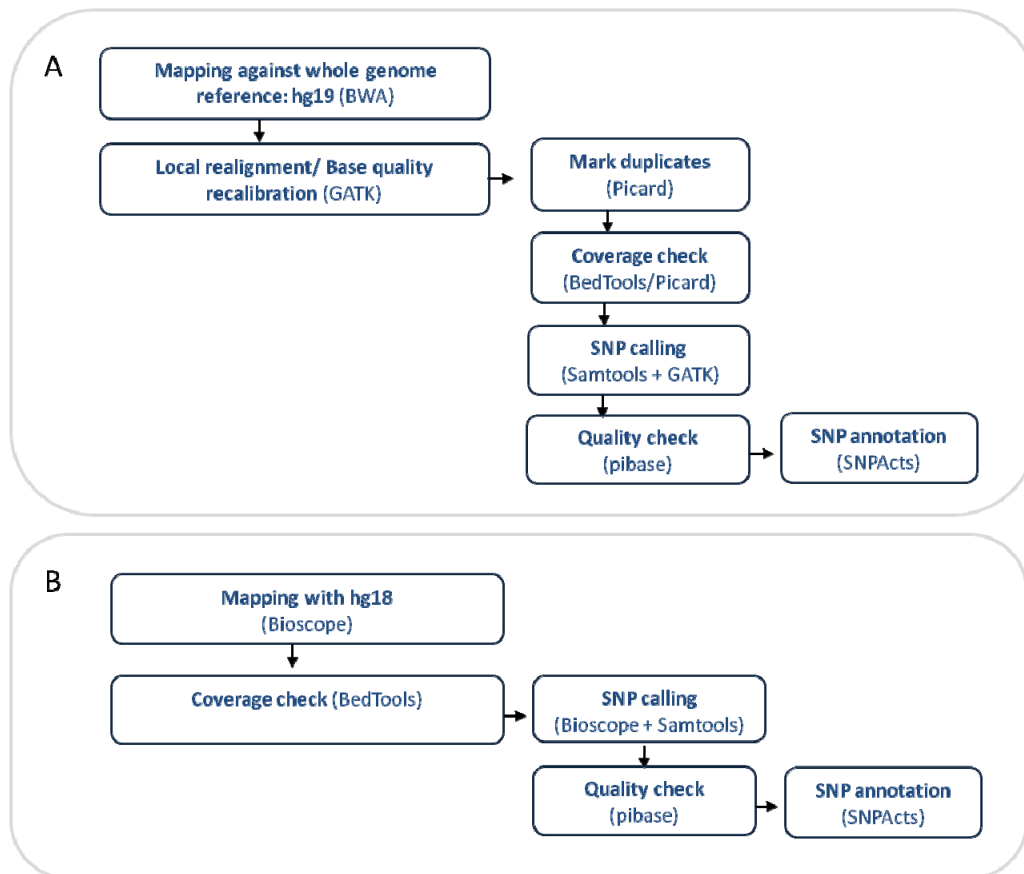 A
Mapping against whole genome
reference: hg19 (BWA)
Local realignment/ Base quality
recalibration (GATK)
Mark duplicates
(Picard)
Coverage check
(BedTools/Picard)
SNP calling
(Samtools + GATK)
Quality check
(pibase)
SNP annotation
(SNPActs)
B
Mapping with hg18
(Bioscope)
Coverage check (BedTools)
SNP calling
(Bioscope + Samtools)
Quality check
(pibase)
SNP annotation
(SNPActs)